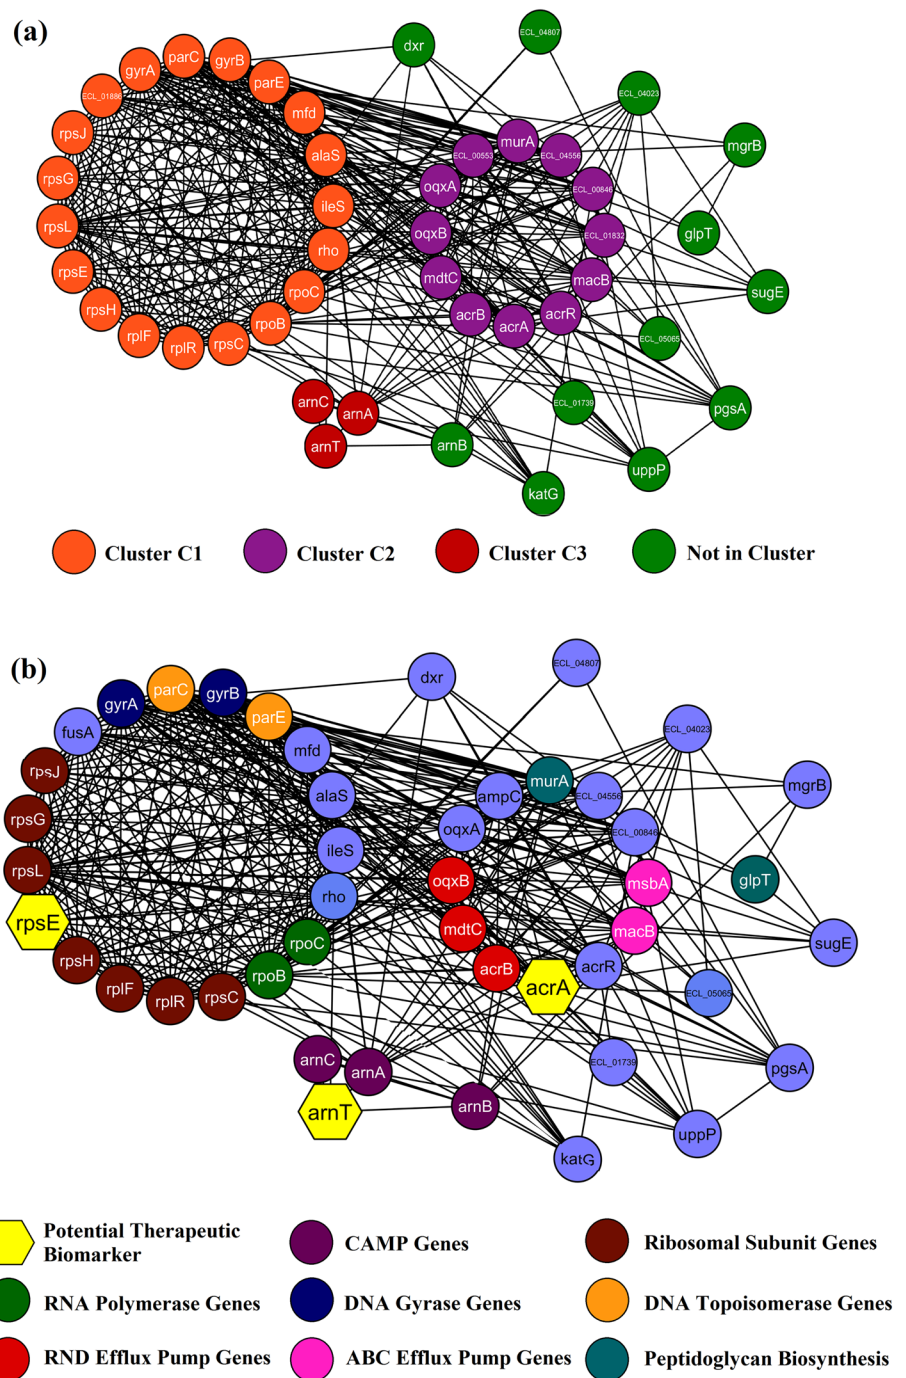 (a)
dxr
ECL_04807
parC
gyrB
gyrA
parE
ECL_01886
mfd
ECL_04023
rpsJ
murA
mgrB
alaS
ECL_00553
ECL_04556
rpsG
oqxA
ECL_00846
ileS
rpsL
oqxB
ECL_01832
glpT
rho
rpsE
mdtC
macB
sugE
rpoC
rpsH
acrB
acrA
acrR
rpoB
rplF
rplR
rpsC
ECL_05065
arnC
arnA
ECL_01739
pgsA
arnT
arnB
uppP
katG
Cluster C1
Cluster C2
Cluster C3
Not in Cluster
(b)
dxr
ECL_04807
parC
gyrB
gyrA
parE
fusA
mfd
ECL_04023
rpsJ
murA
mgrB
alaS
ampC
ECL_04556
rpsG
oqxA
ECL_00846
ileS
rpsL
oqxB
msbA
glpT
rho
rpsE
mdtC
macB
sugE
rpoC
rpsH
acrB
acrA
acrR
rpoB
rplF
rplR
rpsC
ECL_05065
arnC
arnA
ECL_01739
pgsA
arnT
arnB
uppP
katG
Potential Therapeutic
Biomarker
CAMP Genes
Ribosomal Subunit Genes
RNA Polymerase Genes
DNA Gyrase Genes
DNA Topoisomerase Genes
RND Efflux Pump Genes
ABC Efflux Pump Genes
Peptidoglycan Biosynthesis